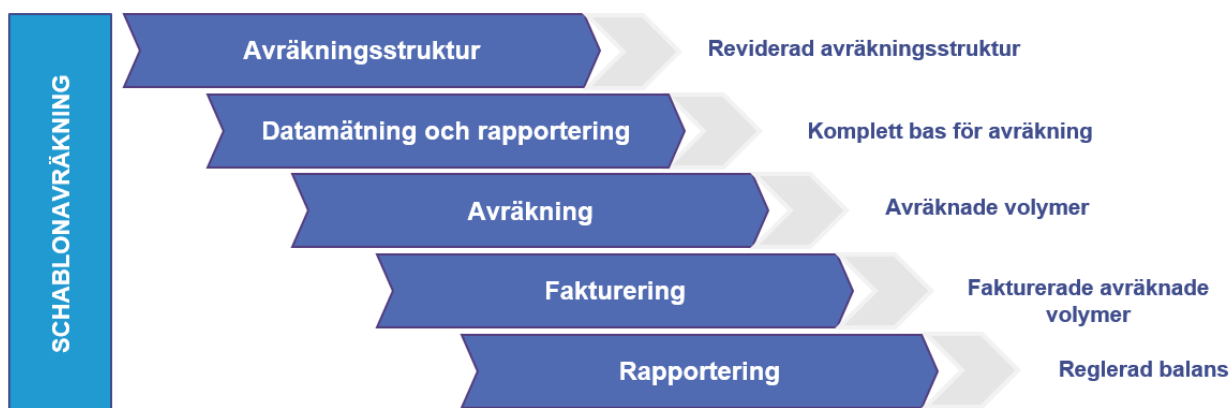 SCHABLONAVRÄKNING
Avräkningsstruktur
Reviderad avräkningsstruktur
Datamätning och rapportering
Komplett bas för avräkning
Avräkning
Avräknade volymer
Fakturering
Fakturerade avräknade
volymer
Rapportering
Reglerad balans